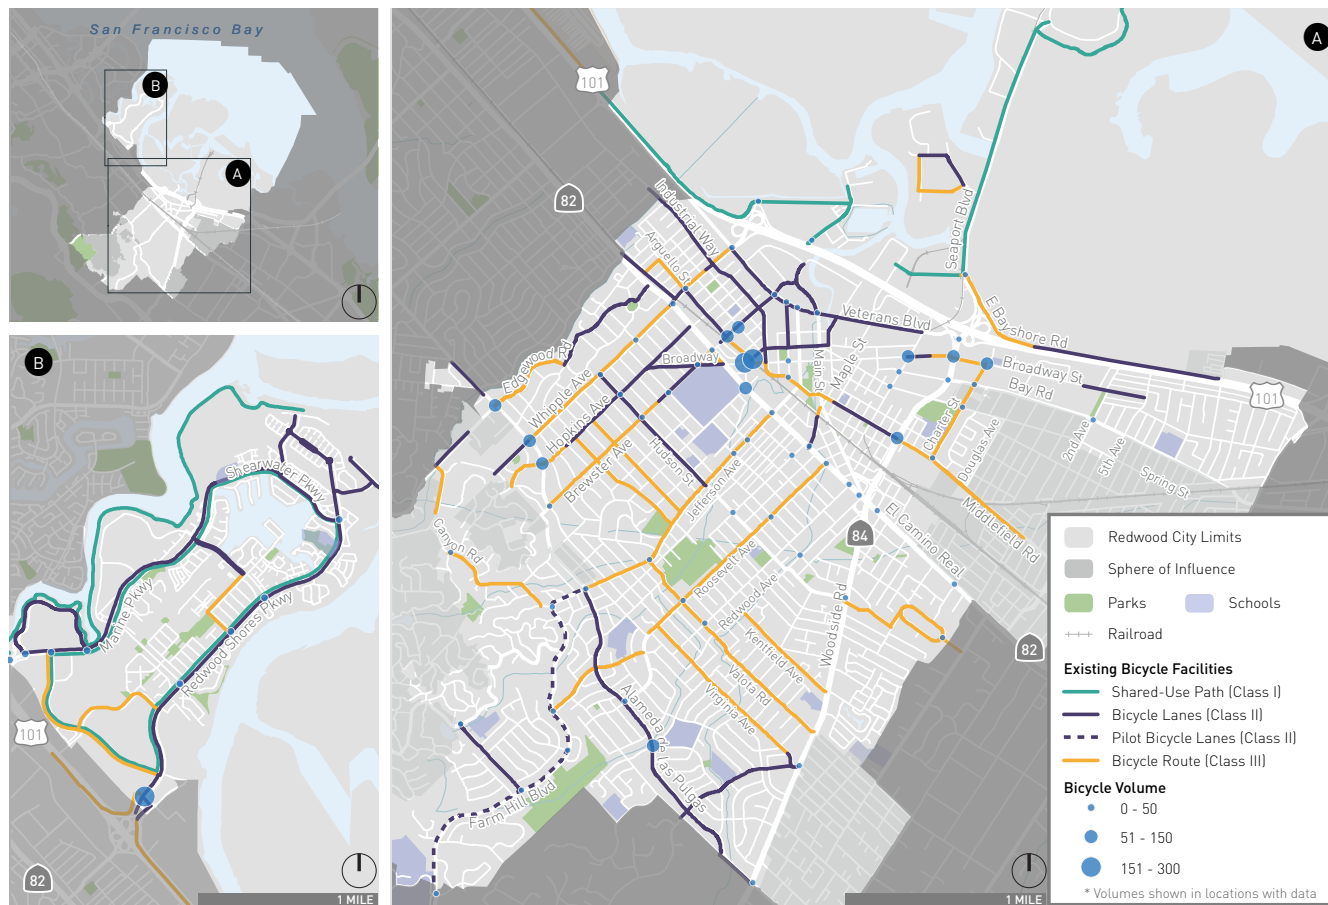 San Francisco Bay
B
A
B
Shearwater Pkwy
Marine Pkwy
Redwood Shores Pkwy
101
82
1 MILE
A
101
82
Industrial Way
Arguello St
Seaport Blvd
E Bayshore Rd
Veterans Blvd
Edgewood Rd
Whipple Ave
Hopkins Ave
Broadway
Main St
Maple St
Broadway St
Bay Rd
101
Brewster Ave
Hudson St
Jefferson Ave
Charter St
Douglas Ave
2nd Ave
5th Ave
Spring St
Middlefield Rd
El Camino Real
84
82
Canyon Rd
Roosevelt Ave
Redwood Ave
Kentfield Ave
Valota Rd
Virginia Ave
Woodside Rd
Alameda de las Pulgas
Farm Hill Blvd
1 MILE
Redwood City Limits
Sphere of Influence
Parks
Schools
Railroad
Existing Bicycle Facilities
Shared-Use Path (Class I)
Bicycle Lanes (Class II)
Pilot Bicycle Lanes (Class II)
Bicycle Route (Class III)
Bicycle Volume
0 - 50
51 - 150
151 - 300
* Volumes shown in locations with data